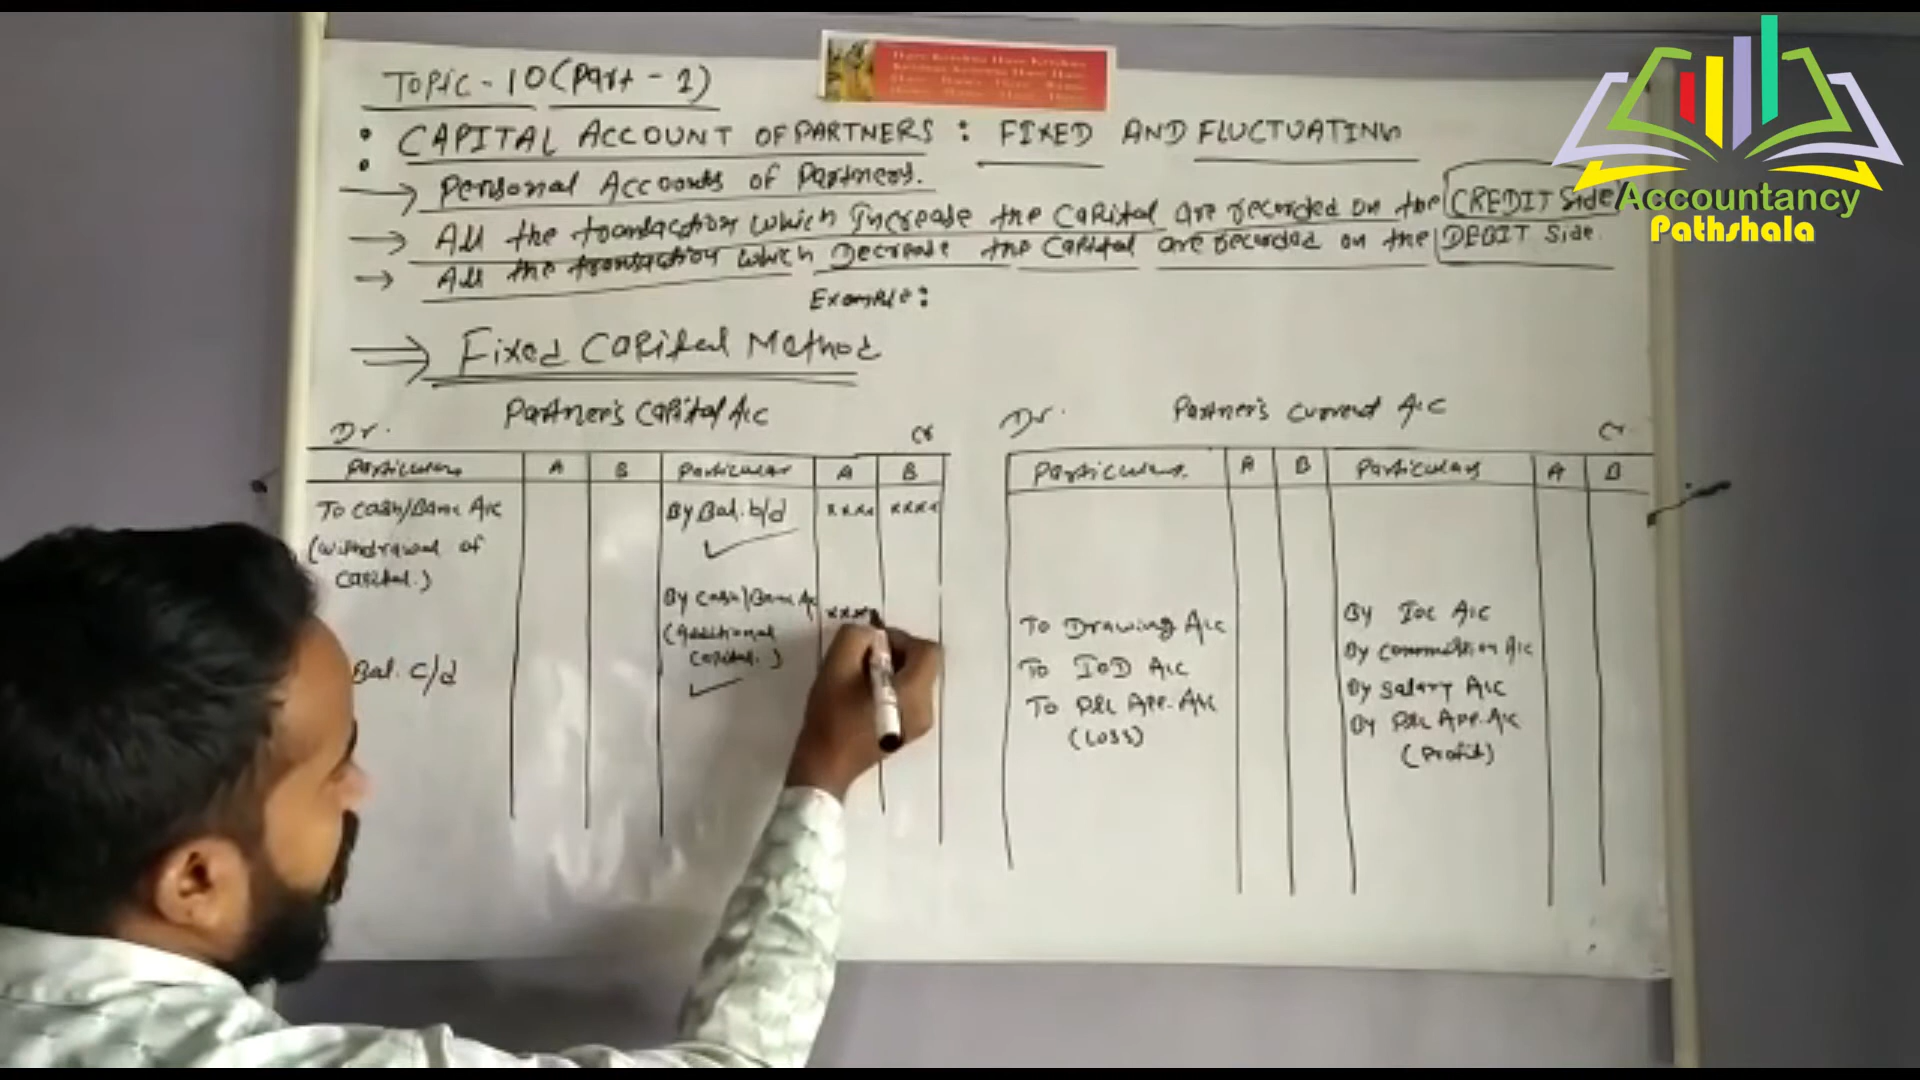 TOPIC - 10 (Part - 1)
: CAPITAL ACCOUNT OF PARTNERS : FIXED AND FLUCTUATING
→ Personal Accounts of Partners.
→ All the transaction which Increase the Capital are recorded on the CREDIT Side
→ All the transaction which Decrease the Capital are recorded on the DEBIT Side.
Example:
⇒ Fixed Capital Method
Partner's Capital A/c
Dr. Cr
Particulars A B Particular A B
To Cash/Bank A/c By Bal. b/d xxxx xxxx
(Withdrawal of
Capital.)
By Cash/Bank A/c xxxx
(Additional
Capital.)
Bal. c/d
Partner's Current A/c
Dr. Cr.
Particulars. A B Particulars A B
To Drawing A/c By IOC A/c
To IOD A/c By Commission A/c
To P&L App. A/c By Salary A/c
(Loss) By P&L App. A/c
(Profit)
Accountancy
Pathshala